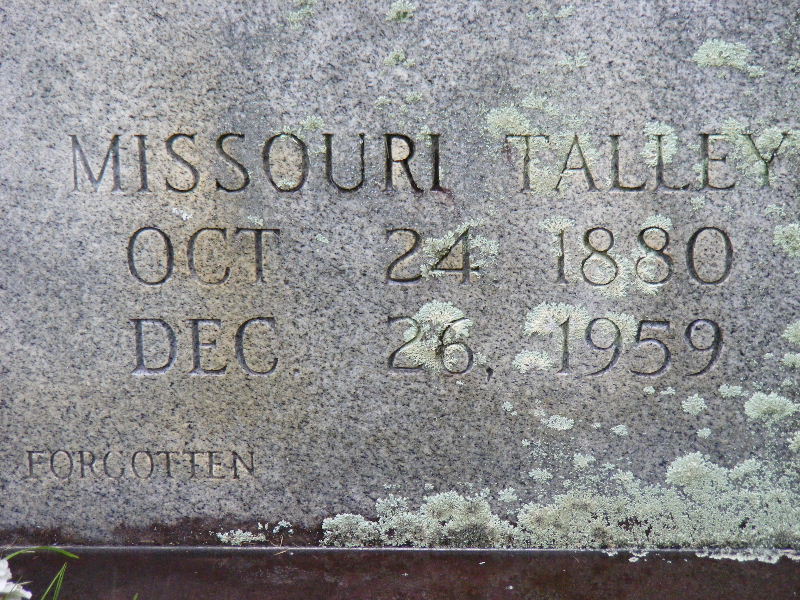 MISSOURI TALLEY
OCT 24 1880
DEC 26, 1959
FORGOTTEN